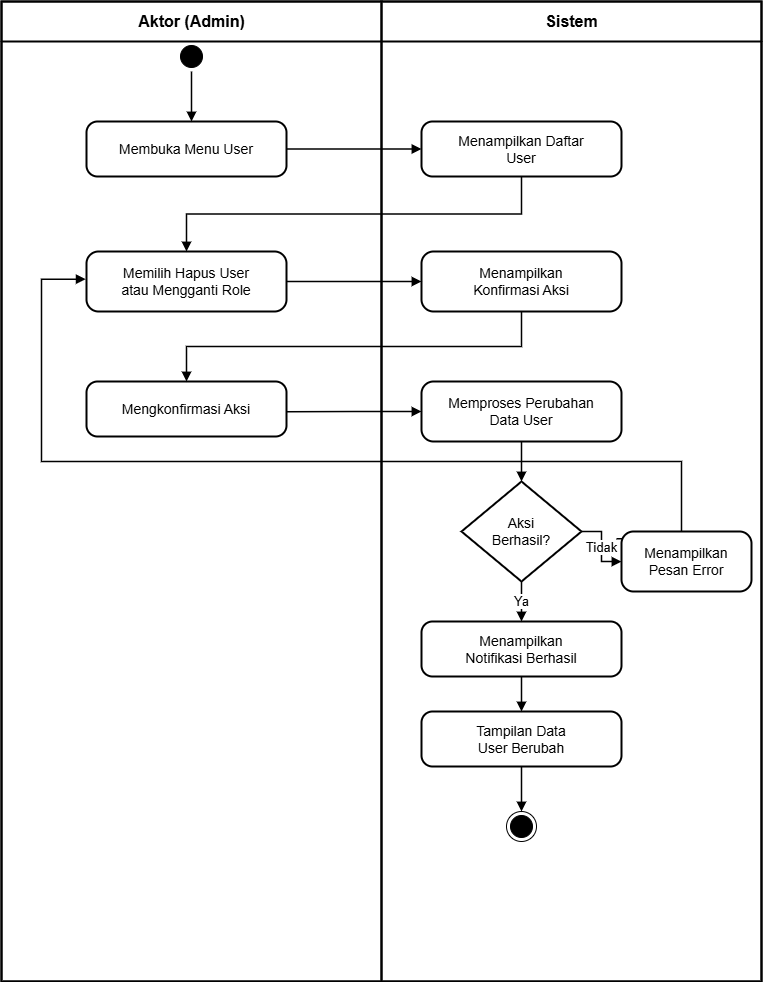 Aktor (Admin)
Sistem
Membuka Menu User
Menampilkan Daftar
User
Memilih Hapus User
atau Mengganti Role
Menampilkan
Konfirmasi Aksi
Mengkonfirmasi Aksi
Memproses Perubahan
Data User
Aksi
Berhasil?
Tidak
Menampilkan
Pesan Error
Ya
Menampilkan
Notifikasi Berhasil
Tampilan Data
User Berubah